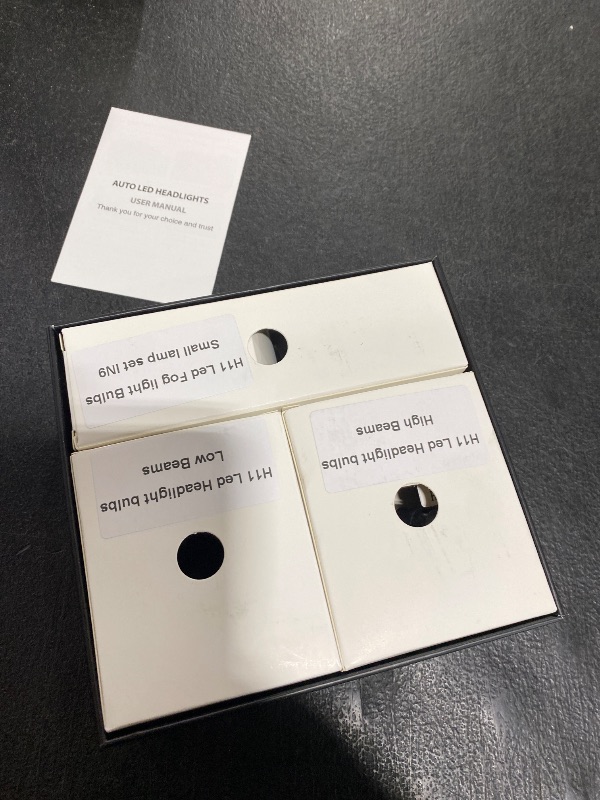 AUTO LED HEADLIGHTS
USER MANUAL
Thank you for your choice and trust
H11 Led Fog light Bulbs
Small lamp set IN9
H11 Led Headlight bulbs
Low Beams
H11 Led Headlight bulbs
High Beams